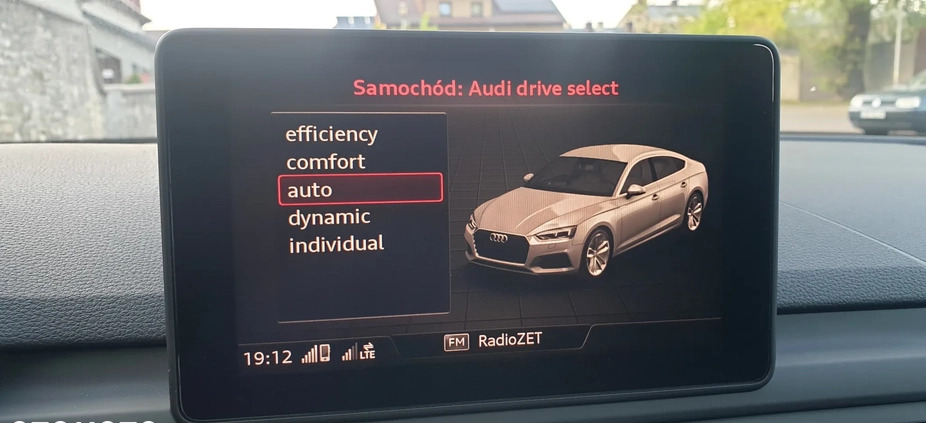 Samochód: Audi drive select
efficiency
comfort
auto
dynamic
individual
19:12 LTE FM RadioZET